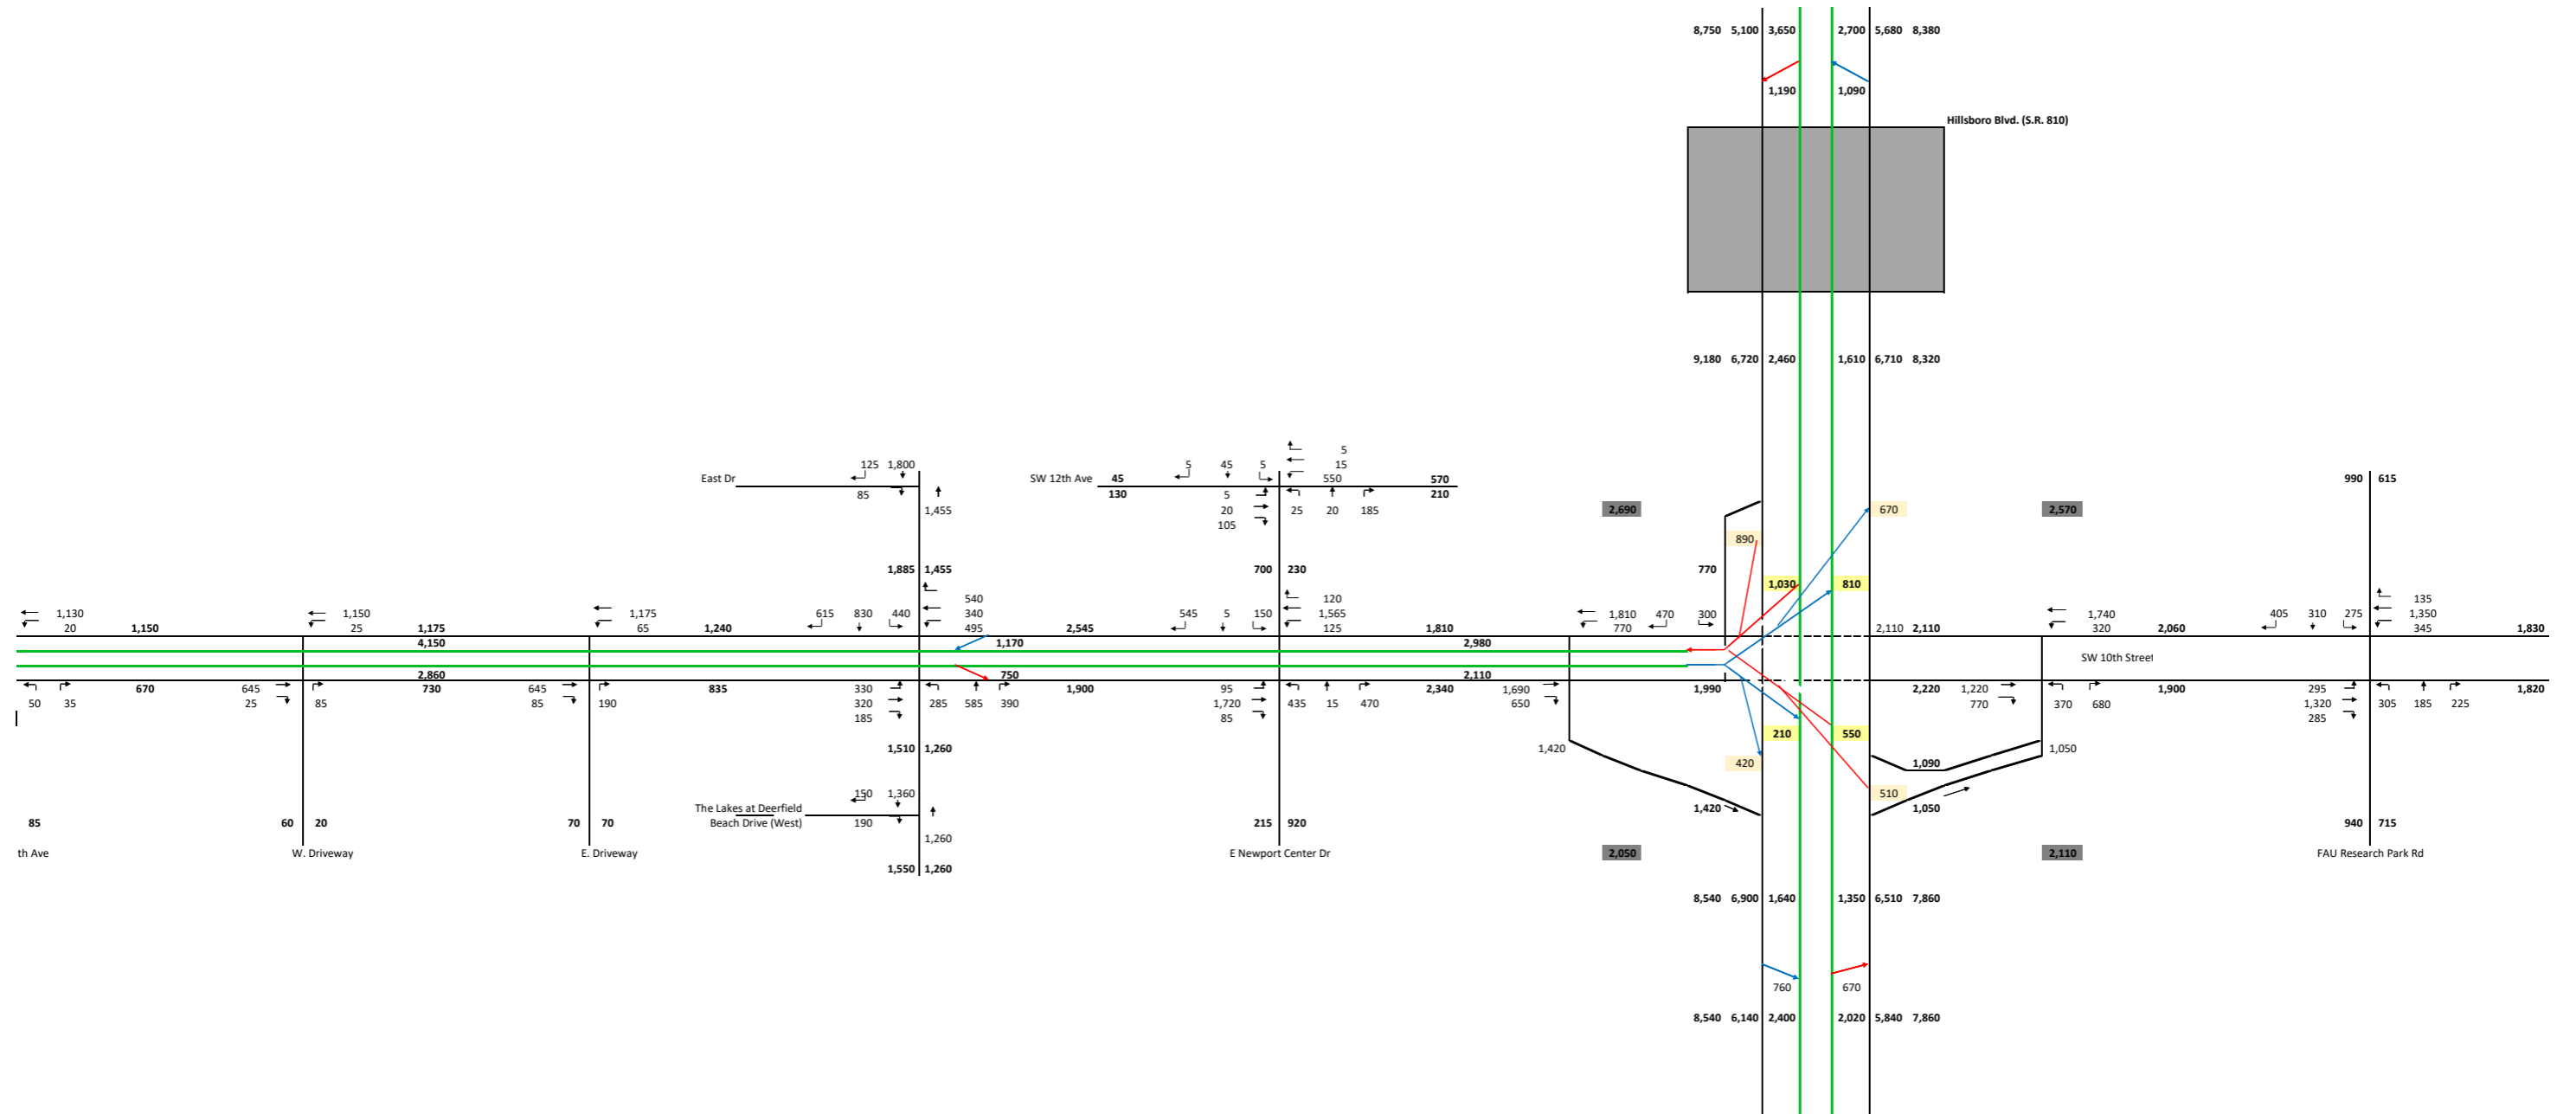 8,750 5,100 3,650 2,700 5,680 8,380
1,190 1,090
Hillsboro Blvd. (S.R. 810)
9,180 6,720 2,460 1,610 6,710 8,320
5
125 1,800 5 45 5 15
East Dr SW 12th Ave 45 550 570 990 615
85 130 5 210
1,455 20 25 20 185 2,690 670 2,570
105
890
1,885 1,455 700 230 770
1,030 810
540 120 135
1,130 1,150 1,175 615 830 440 340 545 5 150 1,565 1,810 470 300 1,740 405 310 275 1,350
20 1,150 25 1,175 65 1,240 495 2,545 125 1,810 770 2,110 2,110 320 2,060 345 1,830
4,150 1,170 2,980
SW 10th Street
2,860 750 2,110
670 645 730 645 835 330 1,900 95 2,340 1,690 1,990 2,220 1,220 1,900 295 1,820
50 35 25 85 85 190 320 285 585 390 1,720 435 15 470 650 770 370 680 1,320 305 185 225
185 85 285
210 550
1,510 1,260 1,420 1,050
420 1,090
150 1,360 510
The Lakes at Deerfield 1,420 1,050
85 60 20 70 70 Beach Drive (West) 190 215 920 940 715
1,260
th Ave W. Driveway E. Driveway E Newport Center Dr 2,050 2,110 FAU Research Park Rd
1,550 1,260
8,540 6,900 1,640 1,350 6,510 7,860
760 670
8,540 6,140 2,400 2,020 5,840 7,860